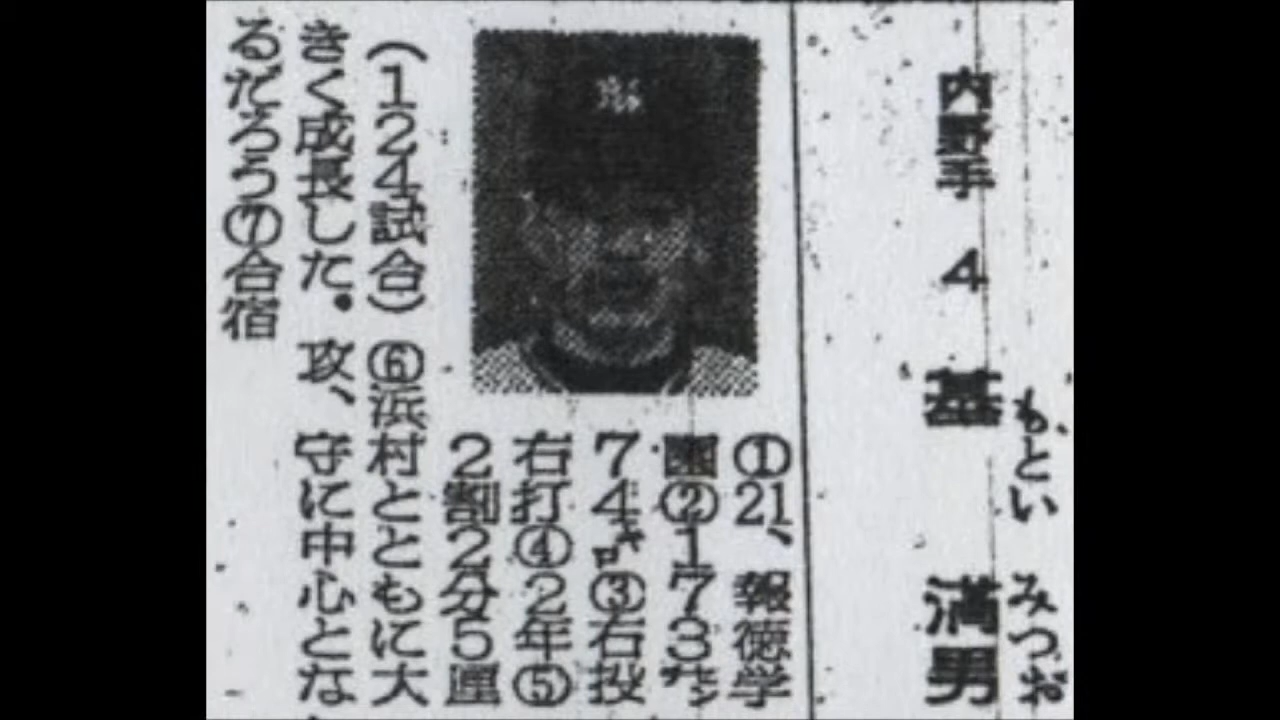 内野手 4 基 満男
もとい みつお
①21、報徳学
園②173㌢
74㌔③右投
右打④2年⑤
2割2分5厘
(124試合)⑥浜村とともに大
きく成長した。攻、守に中心とな
るだろう⑦合宿